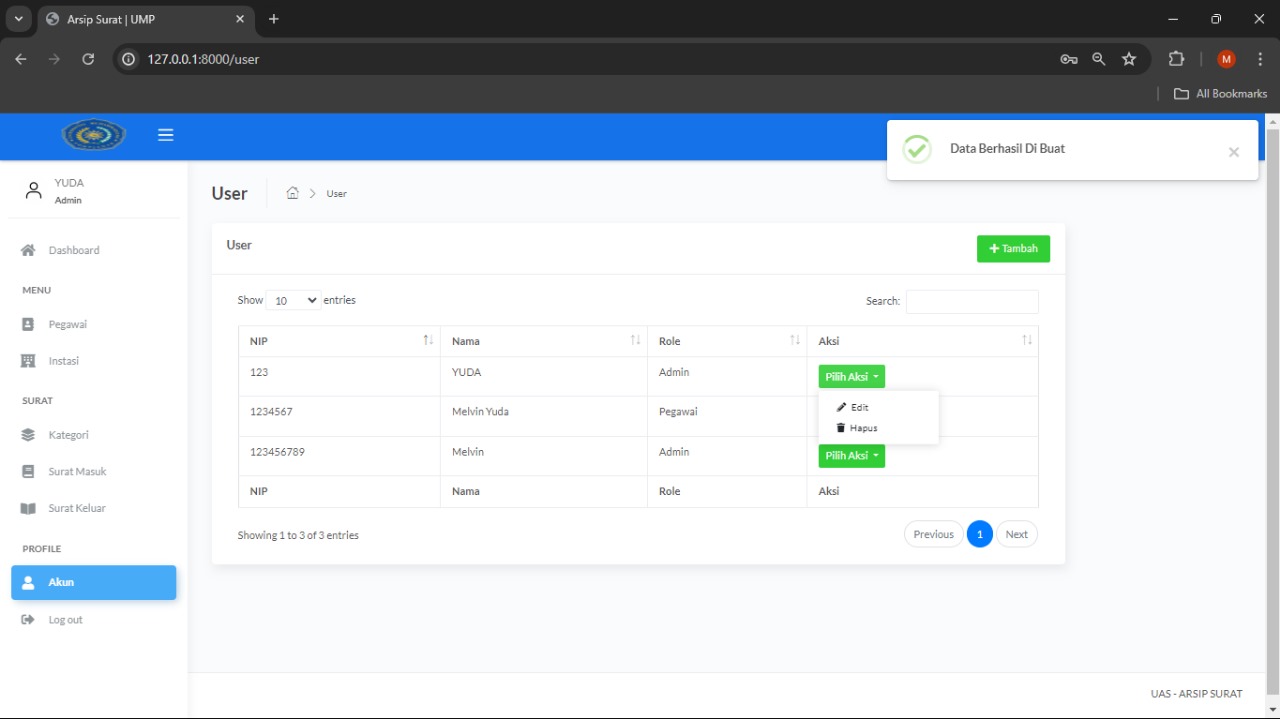 Arsip Surat | UMP
127.0.0.1:8000/user
M
All Bookmarks
Data Berhasil Di Buat
YUDA
Admin
Dashboard
MENU
Pegawai
Instasi
SURAT
Kategori
Surat Masuk
Surat Keluar
PROFILE
Akun
Log out
User
User
User
Tambah
Show 10 entries
Search:
NIP Nama Role Aksi
123 YUDA Admin Pilih Aksi
Edit
1234567 Melvin Yuda Pegawai
Hapus
123456789 Melvin Admin Pilih Aksi
NIP Nama Role Aksi
Showing 1 to 3 of 3 entries
Previous 1 Next
UAS - ARSIP SURAT